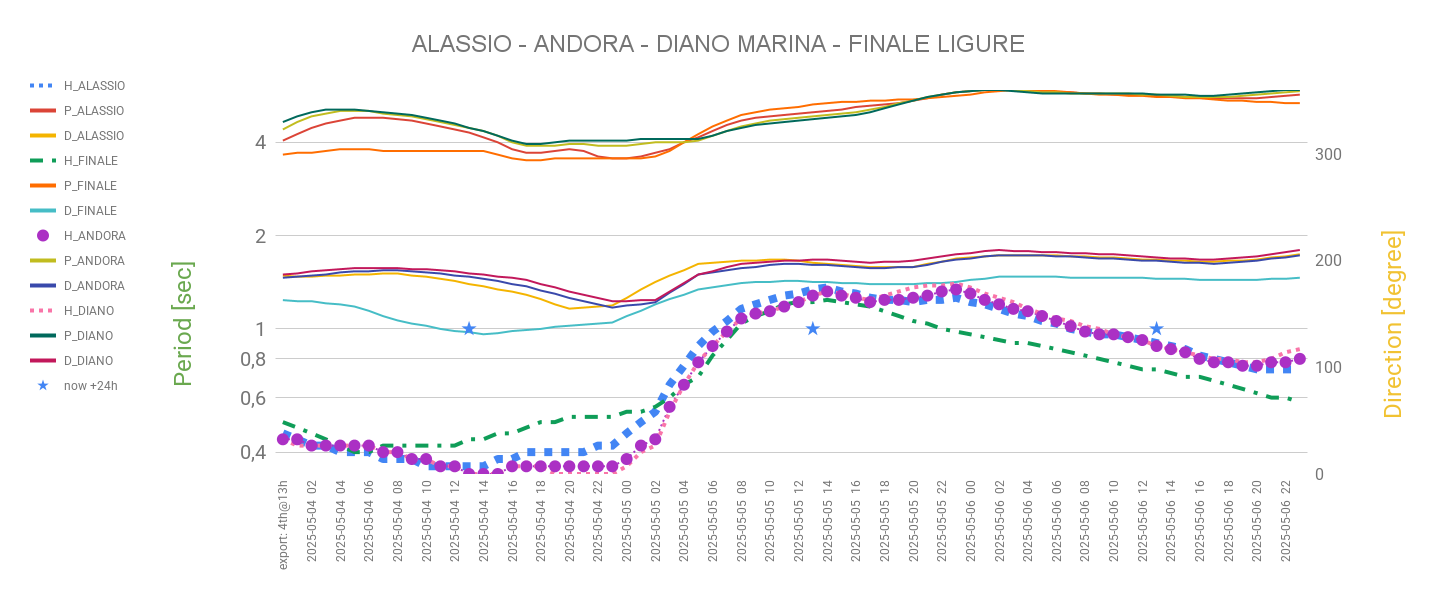 ALASSIO - ANDORA - DIANO MARINA - FINALE LIGURE
H_ALASSIO
P_ALASSIO
D_ALASSIO
H_FINALE
P_FINALE
D_FINALE
H_ANDORA
P_ANDORA
D_ANDORA
H_DIANO
P_DIANO
D_DIANO
now +24h
Period [sec]
4
2
1
0,8
0,6
0,4
300
200
100
0
Direction [degree]
export: 4th@13h
2025-05-04 02
2025-05-04 04
2025-05-04 06
2025-05-04 08
2025-05-04 10
2025-05-04 12
2025-05-04 14
2025-05-04 16
2025-05-04 18
2025-05-04 20
2025-05-04 22
2025-05-05 00
2025-05-05 02
2025-05-05 04
2025-05-05 06
2025-05-05 08
2025-05-05 10
2025-05-05 12
2025-05-05 14
2025-05-05 16
2025-05-05 18
2025-05-05 20
2025-05-05 22
2025-05-06 00
2025-05-06 02
2025-05-06 04
2025-05-06 06
2025-05-06 08
2025-05-06 10
2025-05-06 12
2025-05-06 14
2025-05-06 16
2025-05-06 18
2025-05-06 20
2025-05-06 22